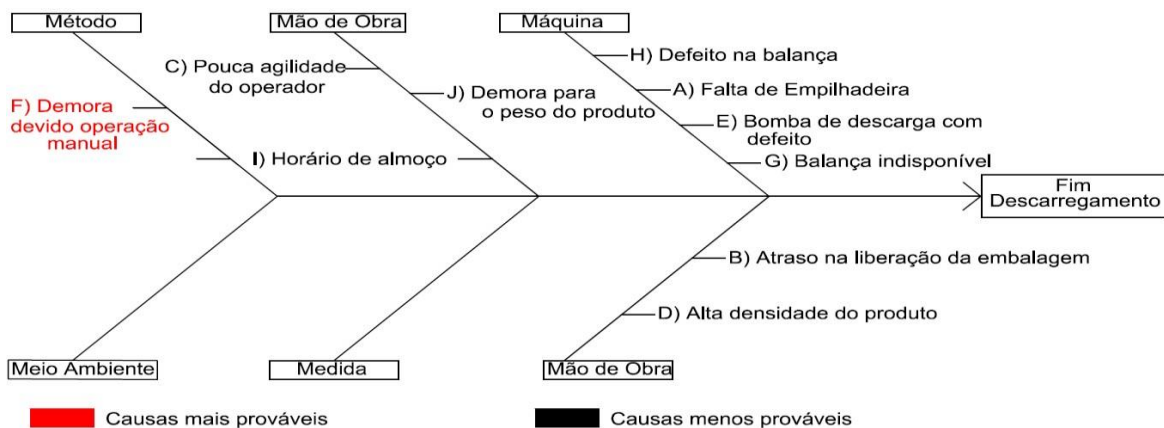 Método
Mão de Obra
Máquina
C) Pouca agilidade
do operador
F) Demora
devido operação
manual
I) Horário de almoço
J) Demora para
o peso do produto
H) Defeito na balança
A) Falta de Empilhadeira
E) Bomba de descarga com
defeito
G) Balança indisponível
Fim
Descarregamento
B) Atraso na liberação da embalagem
D) Alta densidade do produto
Meio Ambiente
Medida
Mão de Obra
Causas mais prováveis
Causas menos prováveis